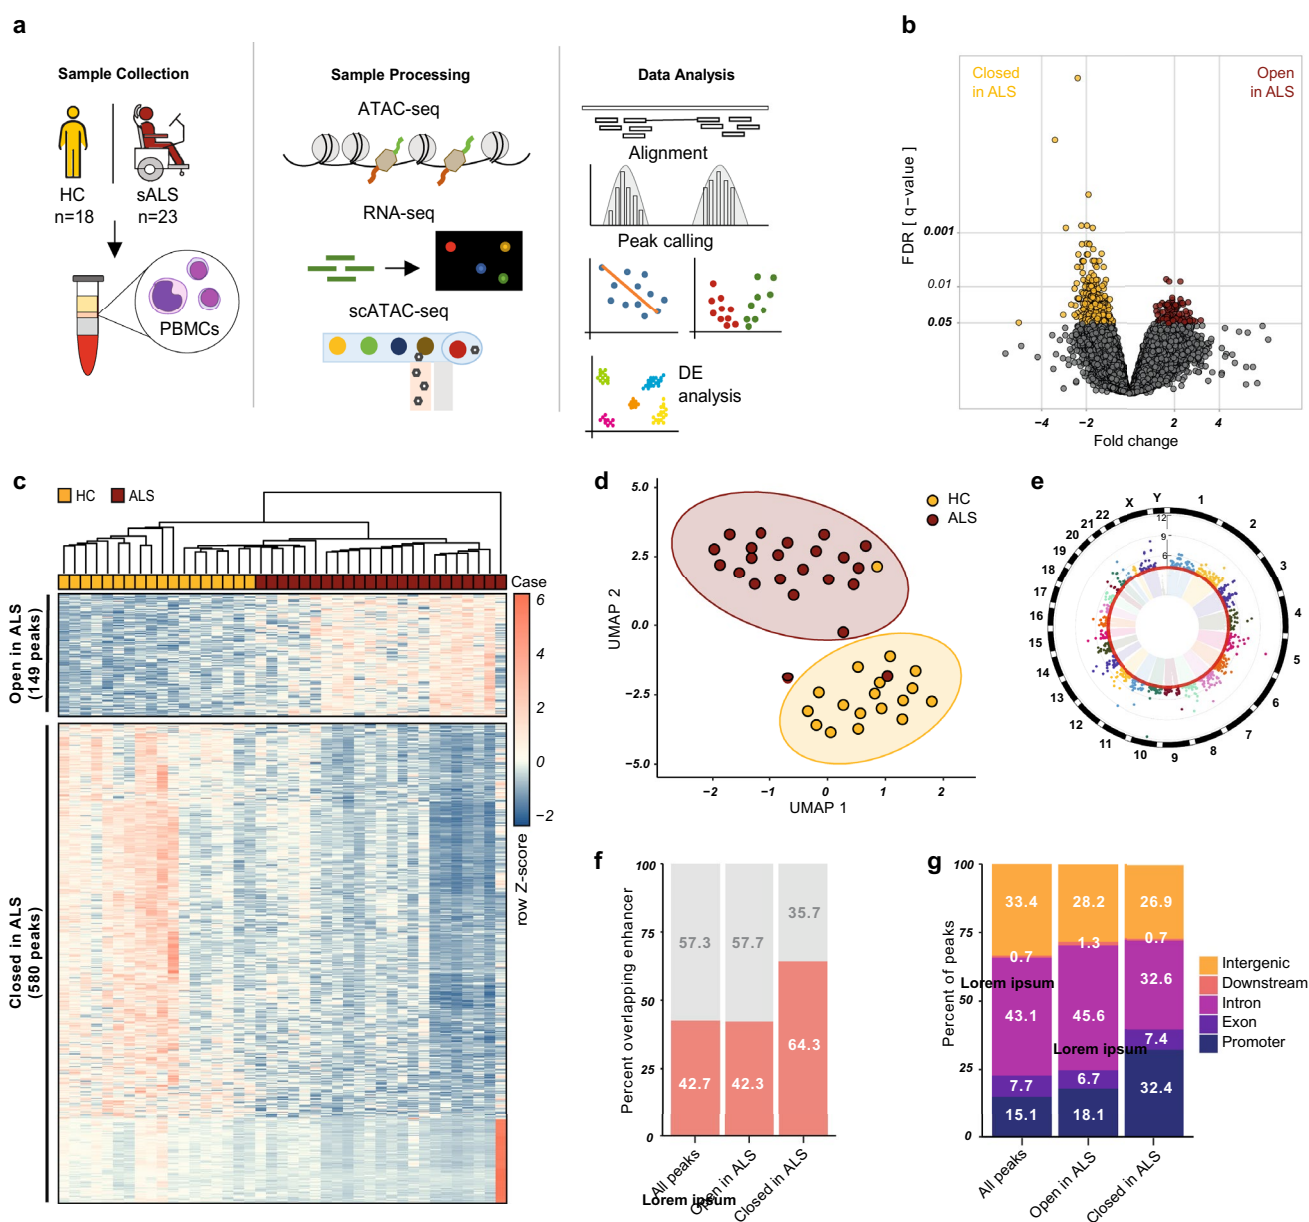 a
Sample Collection
HC
n=18
sALS
n=23
PBMCs
Sample Processing
ATAC-seq
RNA-seq
scATAC-seq
Data Analysis
Alignment
Peak calling
DE
analysis
b
Closed
in ALS
Open
in ALS
FDR [ q-value ]
0.001
0.01
0.05
−4
−2
2
4
Fold change
c
HC
ALS
Case
Open in ALS
(149 peaks)
Closed in ALS
(580 peaks)
6
4
2
0
−2
row Z-score
d
HC
ALS
UMAP 2
5.0
2.5
0.0
−2.5
−5.0
−2
−1
0
1
2
UMAP 1
e
X
Y
1
2
3
4
5
6
7
8
9
10
11
12
13
14
15
16
17
18
19
20
21
22
12
9
6
f
Percent overlapping enhancer
100
75
50
25
0
57.3
57.7
35.7
42.7
42.3
64.3
All peaks
Open in ALS
Closed in ALS
Lorem ipsum
g
Percent of peaks
100
75
50
25
0
33.4
28.2
26.9
0.7
1.3
0.7
Lorem ipsum
43.1
45.6
32.6
Lorem ipsum
7.7
6.7
7.4
15.1
18.1
32.4
All peaks
Open in ALS
Closed in ALS
Intergenic
Downstream
Intron
Exon
Promoter